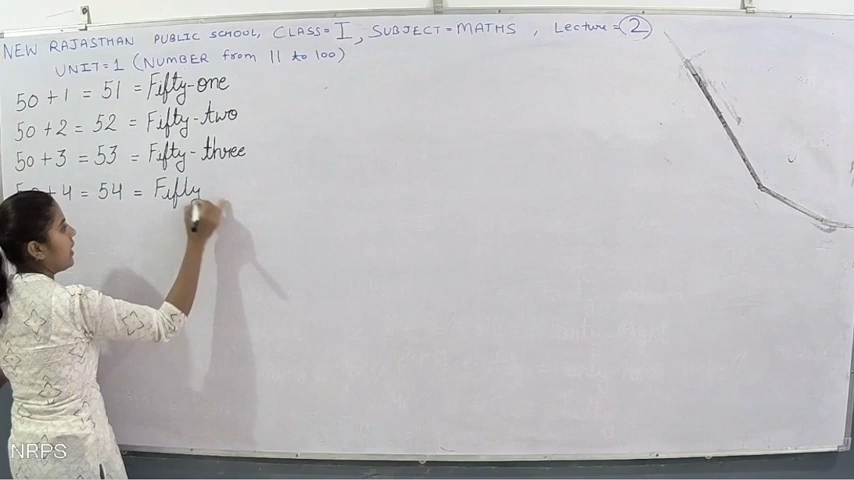 NEW RAJASTHAN PUBLIC SCHOOL, CLASS=I, SUBJECT=MATHS, Lecture=2
UNIT=1 (NUMBER from 11 to 100)
50+1 = 51 = Fifty-one
50+2 = 52 = Fifty-two
50+3 = 53 = Fifty-three
50+4 = 54 = Fifty
NRPS